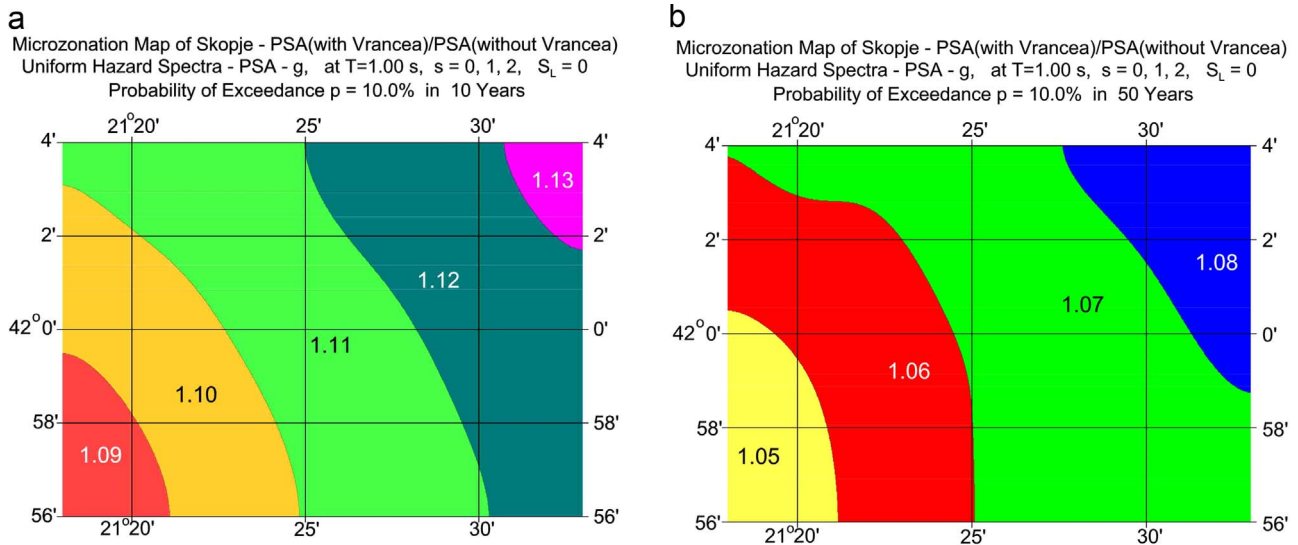 a
Microzonation Map of Skopje - PSA(with Vrancea)/PSA(without Vrancea)
Uniform Hazard Spectra - PSA - g, at T=1.00 s, s = 0, 1, 2, S_L = 0
Probability of Exceedance p = 10.0% in 10 Years
21°20' 25' 30'
4' 4'
1.13
2' 2'
1.12
42°0' 0'
1.11
1.10
58' 58'
1.09
56' 56'
21°20' 25' 30'
b
Microzonation Map of Skopje - PSA(with Vrancea)/PSA(without Vrancea)
Uniform Hazard Spectra - PSA - g, at T=1.00 s, s = 0, 1, 2, S_L = 0
Probability of Exceedance p = 10.0% in 50 Years
21°20' 25' 30'
4' 4'
2' 2'
1.08
1.07
42°0' 0'
1.06
58' 58'
1.05
56' 56'
21°20' 25' 30'